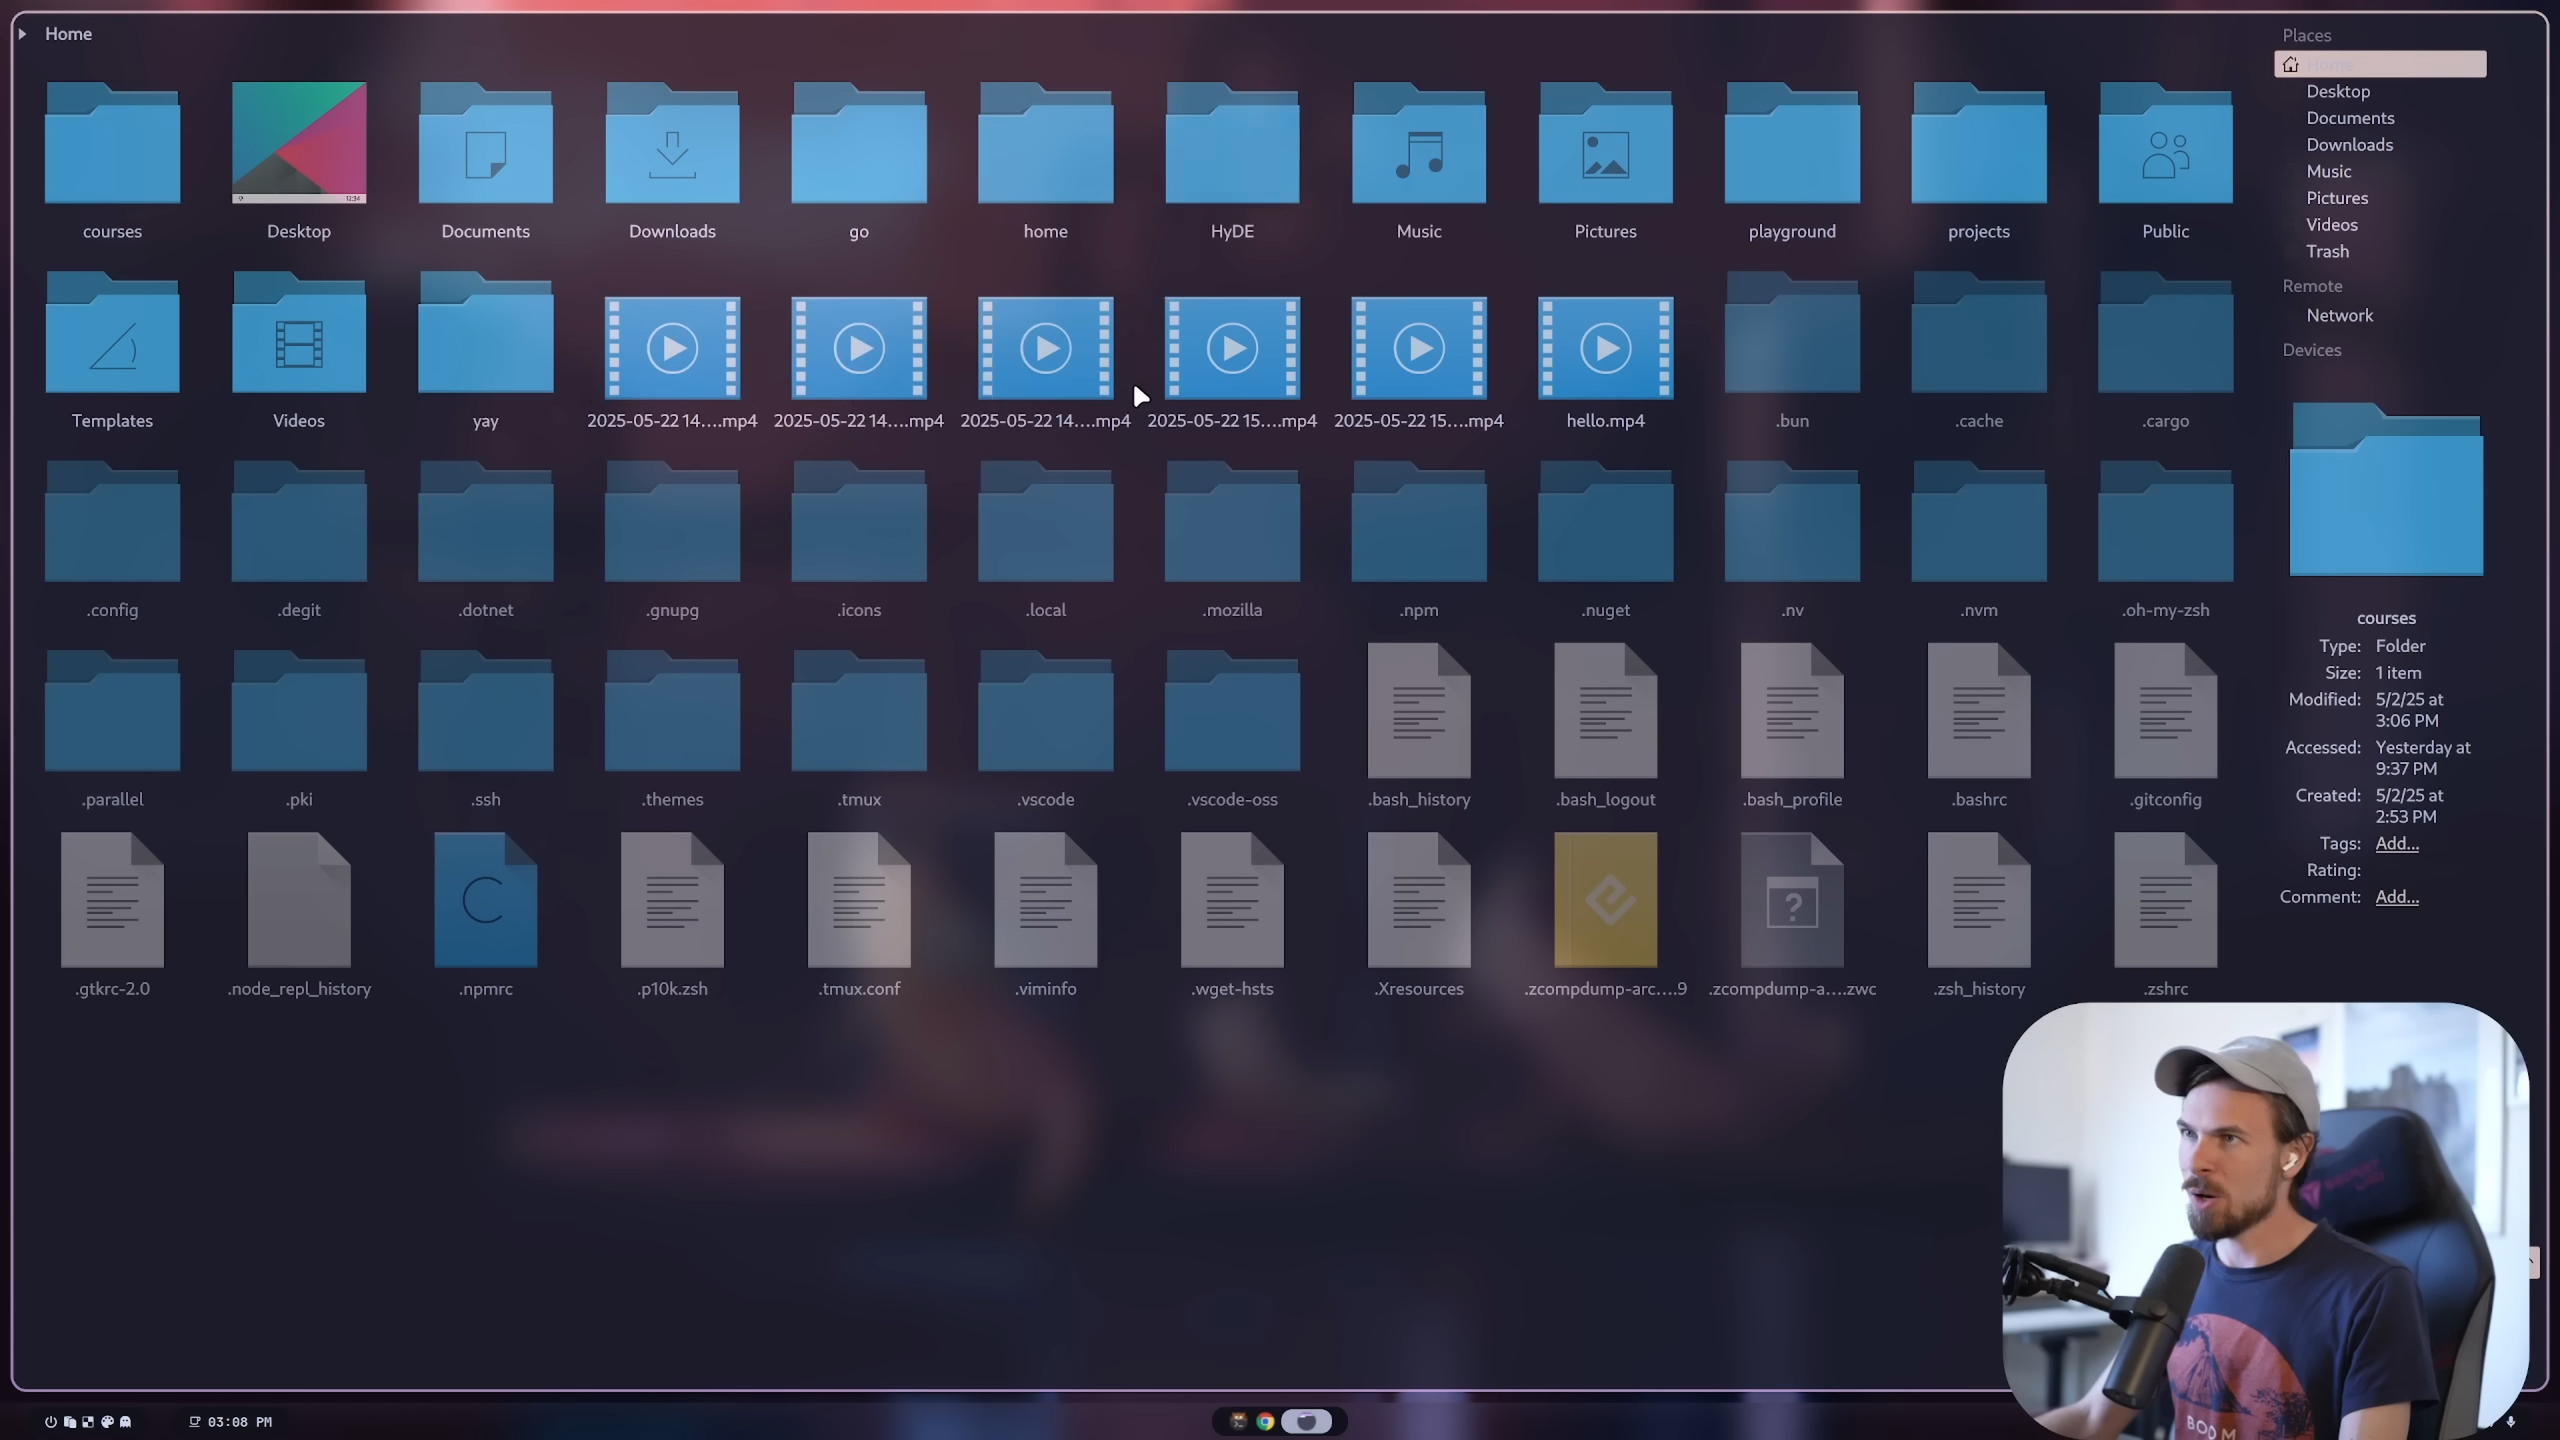 Home
courses
Desktop
Documents
Downloads
go
home
HyDE
Music
Pictures
playground
projects
Public
Templates
Videos
yay
2025-05-22 14....mp4
2025-05-22 14....mp4
2025-05-22 14....mp4
2025-05-22 15....mp4
2025-05-22 15....mp4
hello.mp4
.bun
.cache
.cargo
.config
.degit
.dotnet
.gnupg
.icons
.local
.mozilla
.npm
.nuget
.nv
.nvm
.oh-my-zsh
.parallel
.pki
.ssh
.themes
.tmux
.vscode
.vscode-oss
.bash_history
.bash_logout
.bash_profile
.bashrc
.gitconfig
.gtkrc-2.0
.node_repl_history
.npmrc
.p10k.zsh
.tmux.conf
.viminfo
.wget-hsts
.Xresources
.zcompdump-arc....9
.zcompdump-a....zwc
.zsh_history
.zshrc
Places
Home
Desktop
Documents
Downloads
Music
Pictures
Videos
Trash
Remote
Network
Devices
courses
Type: Folder
Size: 1 item
Modified: 5/2/25 at
3:06 PM
Accessed: Yesterday at
9:37 PM
Created: 5/2/25 at
2:53 PM
Tags: Add...
Rating:
Comment: Add...
03:08 PM